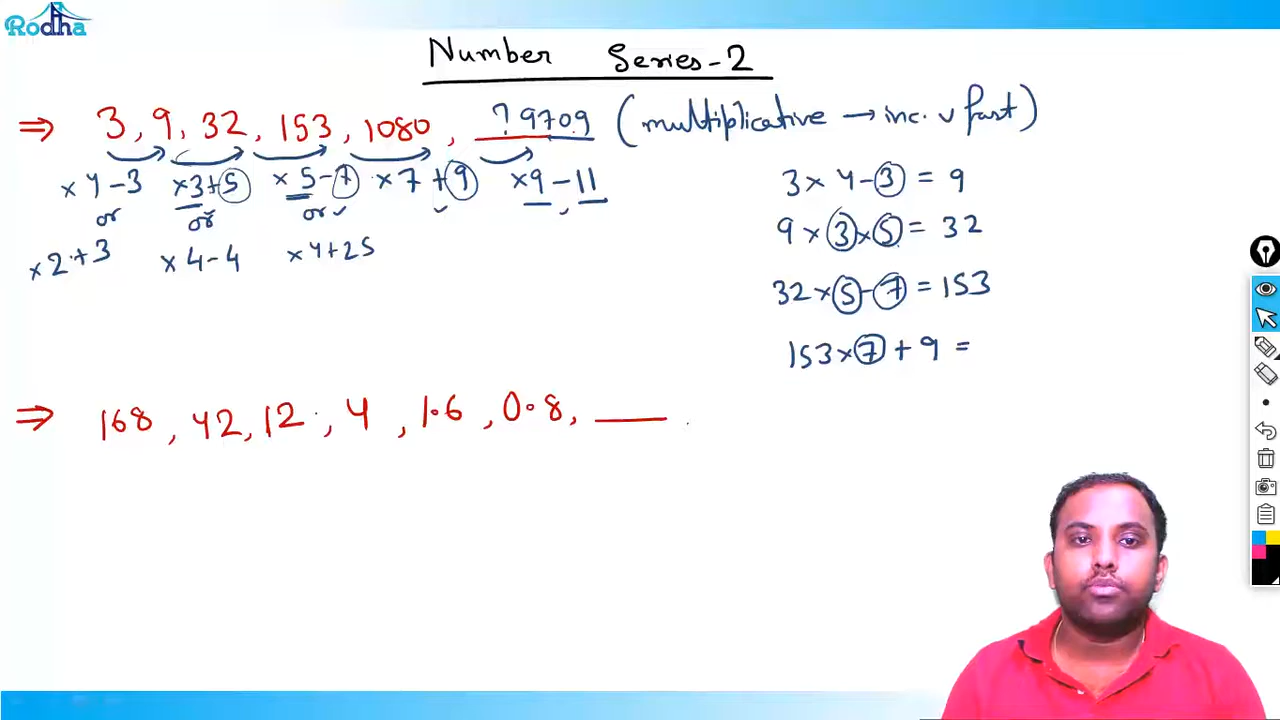 Rodha
Number Series-2
⇒ 3, 9, 32, 153, 1080, ? 9709 (multiplicative → inc. v fast)
×4-3 ×3+5 ×5-7 ×7+9 ×9-11
or or or
×2+3 ×4-4 ×4+25
3×4-3=9
9×3×5=32
32×5-7=153
153×7+9=
⇒ 168, 42, 12, 4, 1.6, 0.8, ___